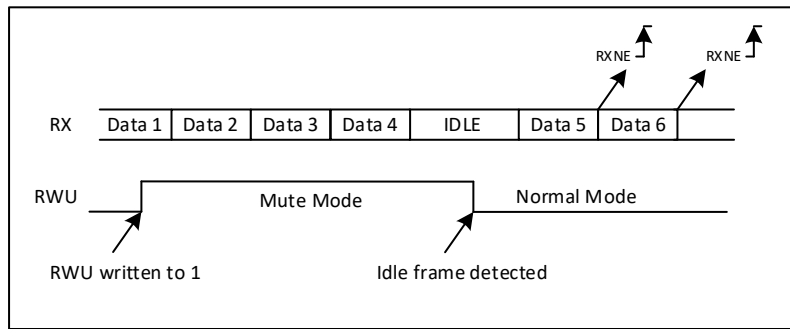 RXNE RXNE
RX Data 1 Data 2 Data 3 Data 4 IDLE Data 5 Data 6
RWU Mute Mode Normal Mode
RWU written to 1 Idle frame detected